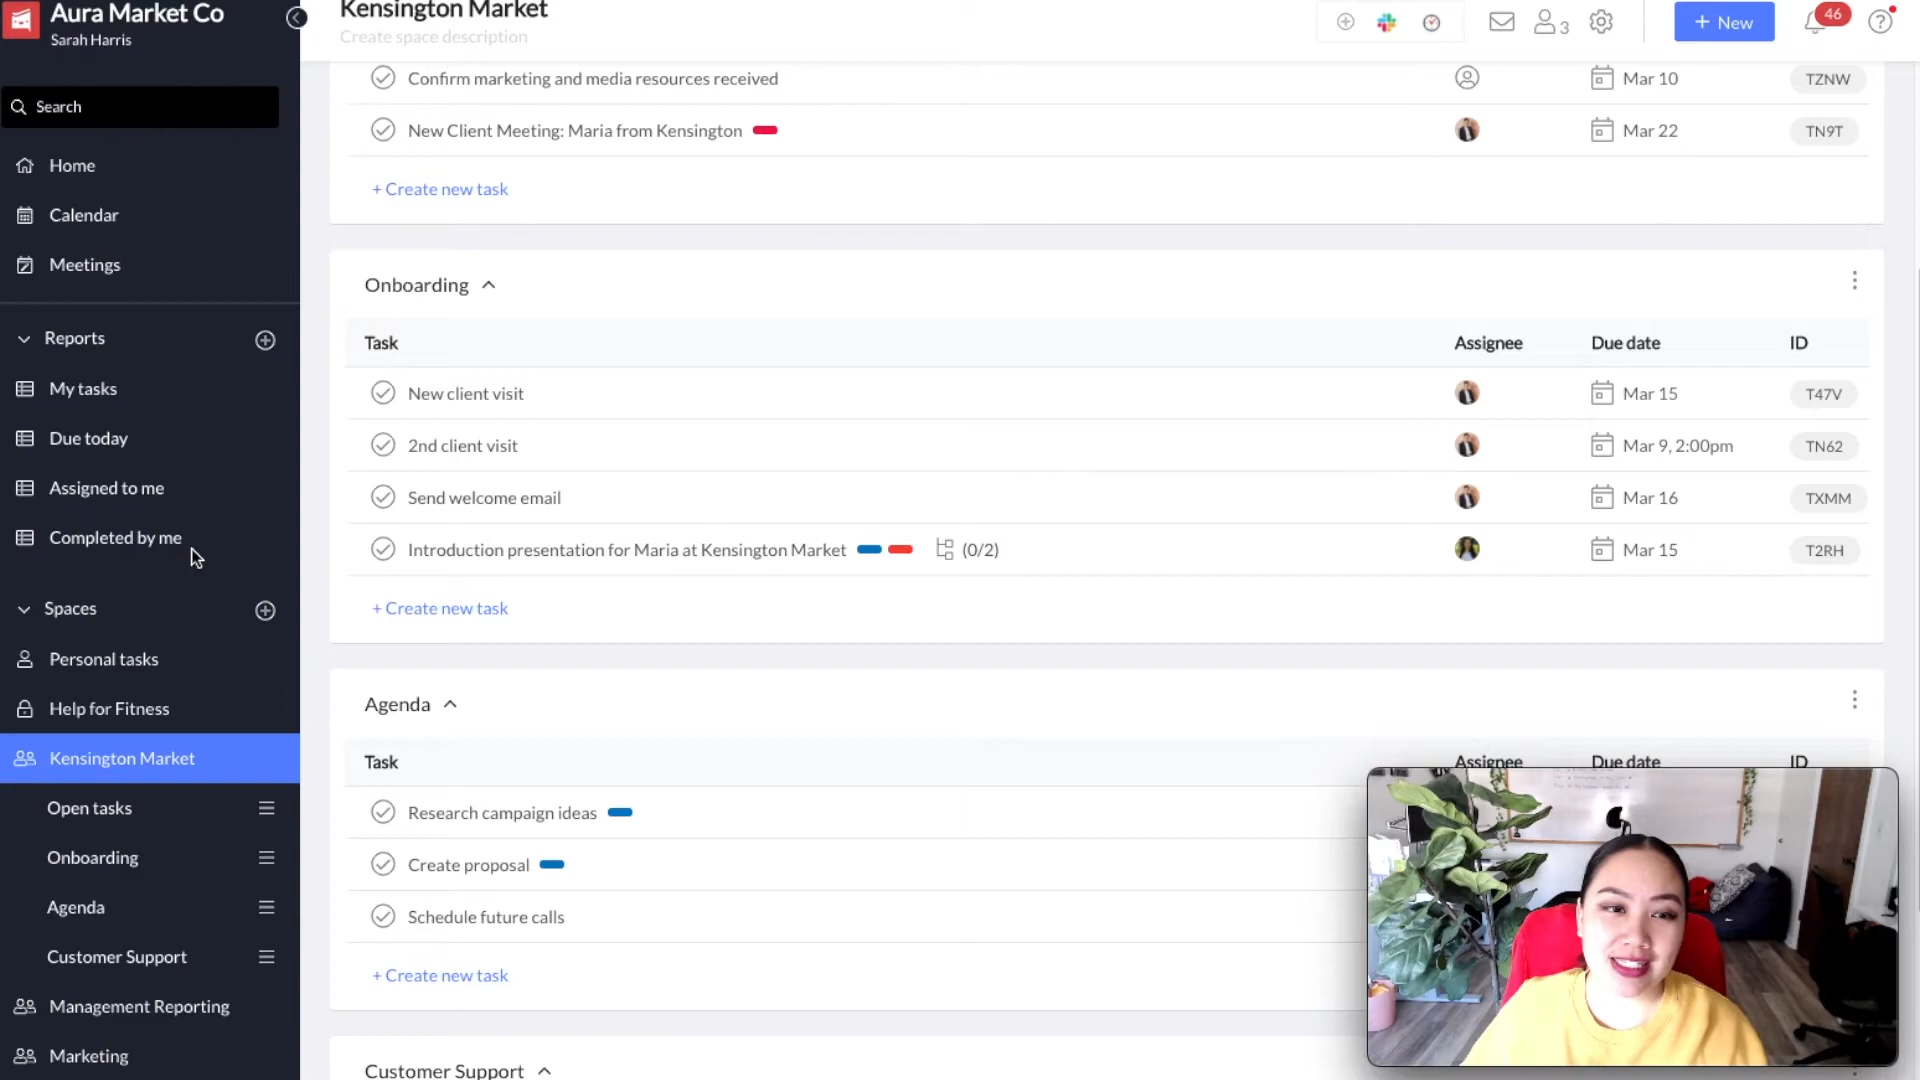 Aura Market Co
Sarah Harris
Search
Home
Calendar
Meetings
Reports
My tasks
Due today
Assigned to me
Completed by me
Spaces
Personal tasks
Help for Fitness
Kensington Market
Open tasks
Onboarding
Agenda
Customer Support
Management Reporting
Marketing
Kensington Market
Create space description
3
+ New
46
Confirm marketing and media resources received Mar 10 TZNW
New Client Meeting: Maria from Kensington Mar 22 TN9T
+ Create new task
Onboarding
Task Assignee Due date ID
New client visit Mar 15 T47V
2nd client visit Mar 9, 2:00pm TN62
Send welcome email Mar 16 TXMM
Introduction presentation for Maria at Kensington Market (0/2) Mar 15 T2RH
+ Create new task
Agenda
Task Assignee Due date ID
Research campaign ideas
Create proposal
Schedule future calls
+ Create new task
Customer Support